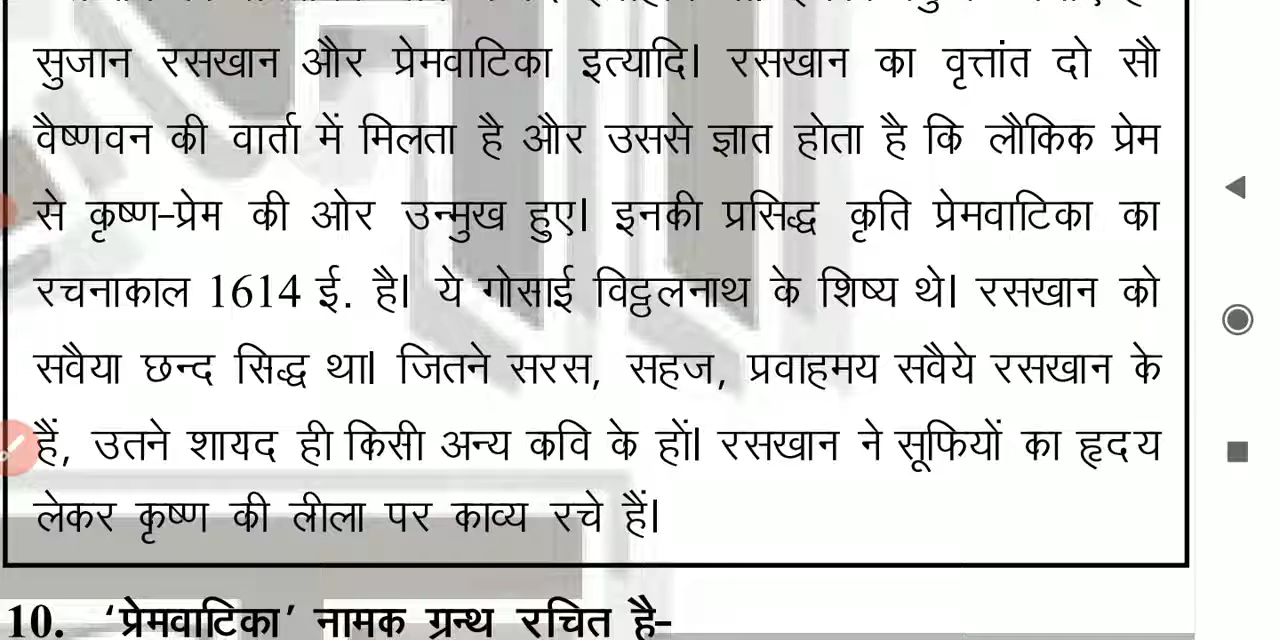 सुजान रसखान और प्रेमवाटिका इत्यादि। रसखान का वृत्तांत दो सौ
वैष्णवन की वार्ता में मिलता है और उससे ज्ञात होता है कि लौकिक प्रेम
से कृष्ण-प्रेम की ओर उन्मुख हुए। इनकी प्रसिद्ध कृति प्रेमवाटिका का
रचनाकाल 1614 ई. है। ये गोसाई विट्ठलनाथ के शिष्य थे। रसखान को
सवैया छन्द सिद्ध था। जितने सरस, सहज, प्रवाहमय सवैये रसखान के
हैं, उतने शायद ही किसी अन्य कवि के हों। रसखान ने सूफियों का हृदय
लेकर कृष्ण की लीला पर काव्य रचे हैं।
10. ‘प्रेमवाटिका’ नामक ग्रन्थ रचित है-